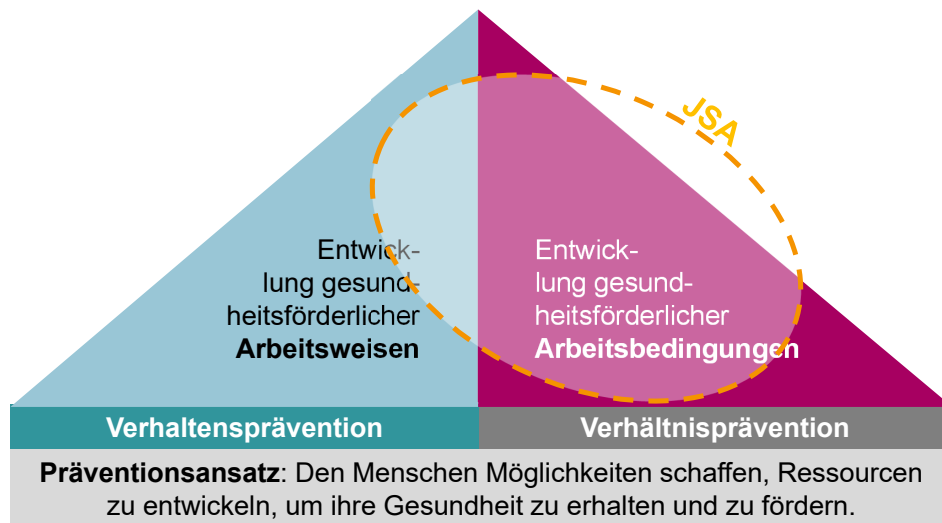 JSA
Entwick-
lung gesund-
heitsförderlicher
Arbeitsweisen
Entwick-
lung gesund-
heitsförderlicher
Arbeitsbedingungen
Verhaltensprävention
Verhältnisprävention
Präventionsansatz: Den Menschen Möglichkeiten schaffen, Ressourcen
zu entwickeln, um ihre Gesundheit zu erhalten und zu fördern.